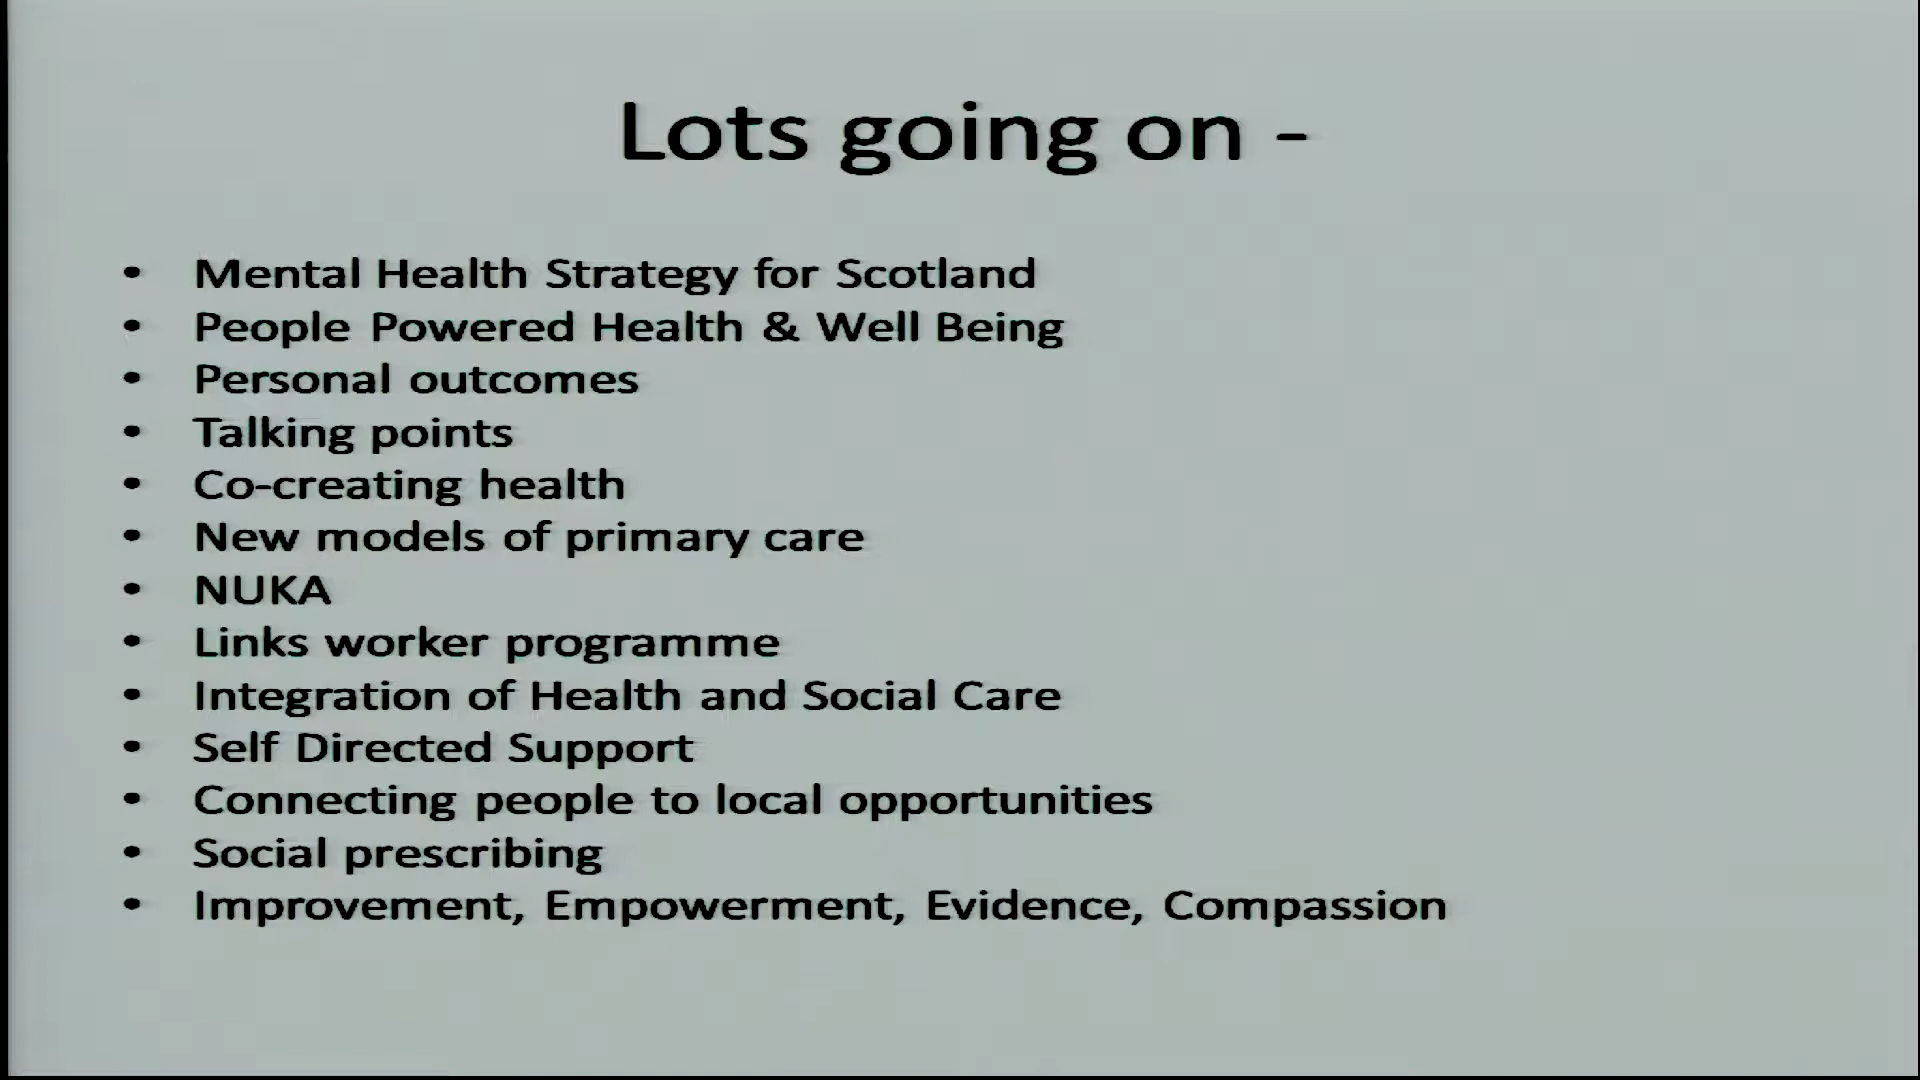 Lots going on -
• Mental Health Strategy for Scotland
• People Powered Health & Well Being
• Personal outcomes
• Talking points
• Co-creating health
• New models of primary care
• NUKA
• Links worker programme
• Integration of Health and Social Care
• Self Directed Support
• Connecting people to local opportunities
• Social prescribing
• Improvement, Empowerment, Evidence, Compassion